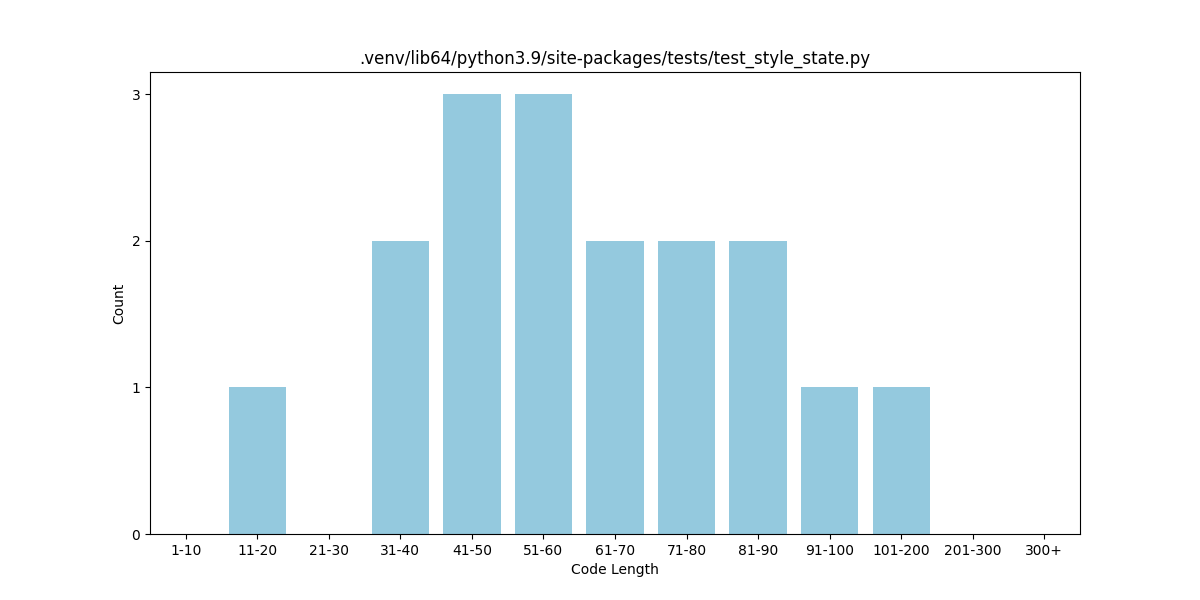 .venv/lib64/python3.9/site-packages/tests/test_style_state.py
3
2
1
0
Count
1-10 11-20 21-30 31-40 41-50 51-60 61-70 71-80 81-90 91-100 101-200 201-300 300+
Code Length